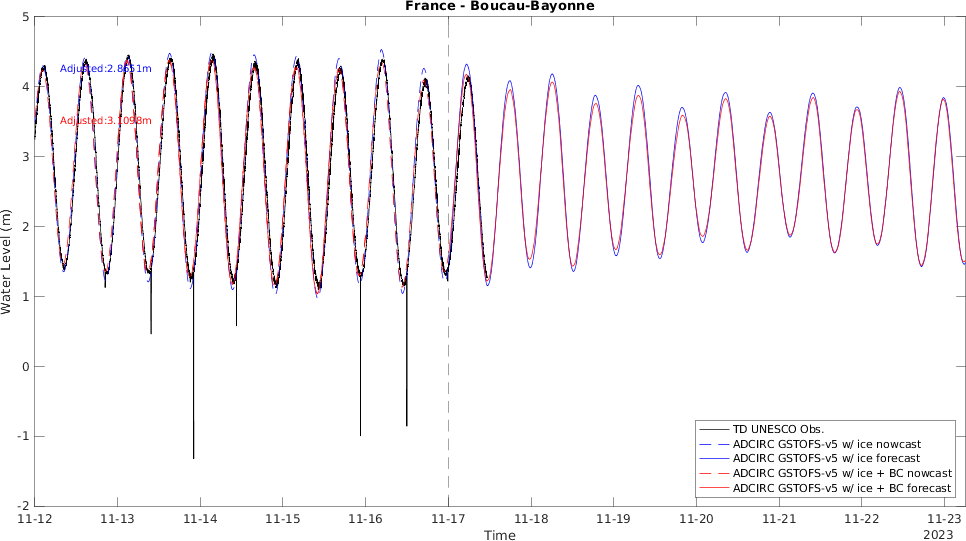 France - Boucau-Bayonne
5
4
3
2
1
0
-1
-2
Water Level (m)
Adjusted:2.8651m
Adjusted:3.1098m
TD UNESCO Obs.
ADCIRC GSTOFS-v5 w/ ice nowcast
ADCIRC GSTOFS-v5 w/ ice forecast
ADCIRC GSTOFS-v5 w/ ice + BC nowcast
ADCIRC GSTOFS-v5 w/ ice + BC forecast
11-12 11-13 11-14 11-15 11-16 11-17 11-18 11-19 11-20 11-21 11-22 11-23
Time
2023